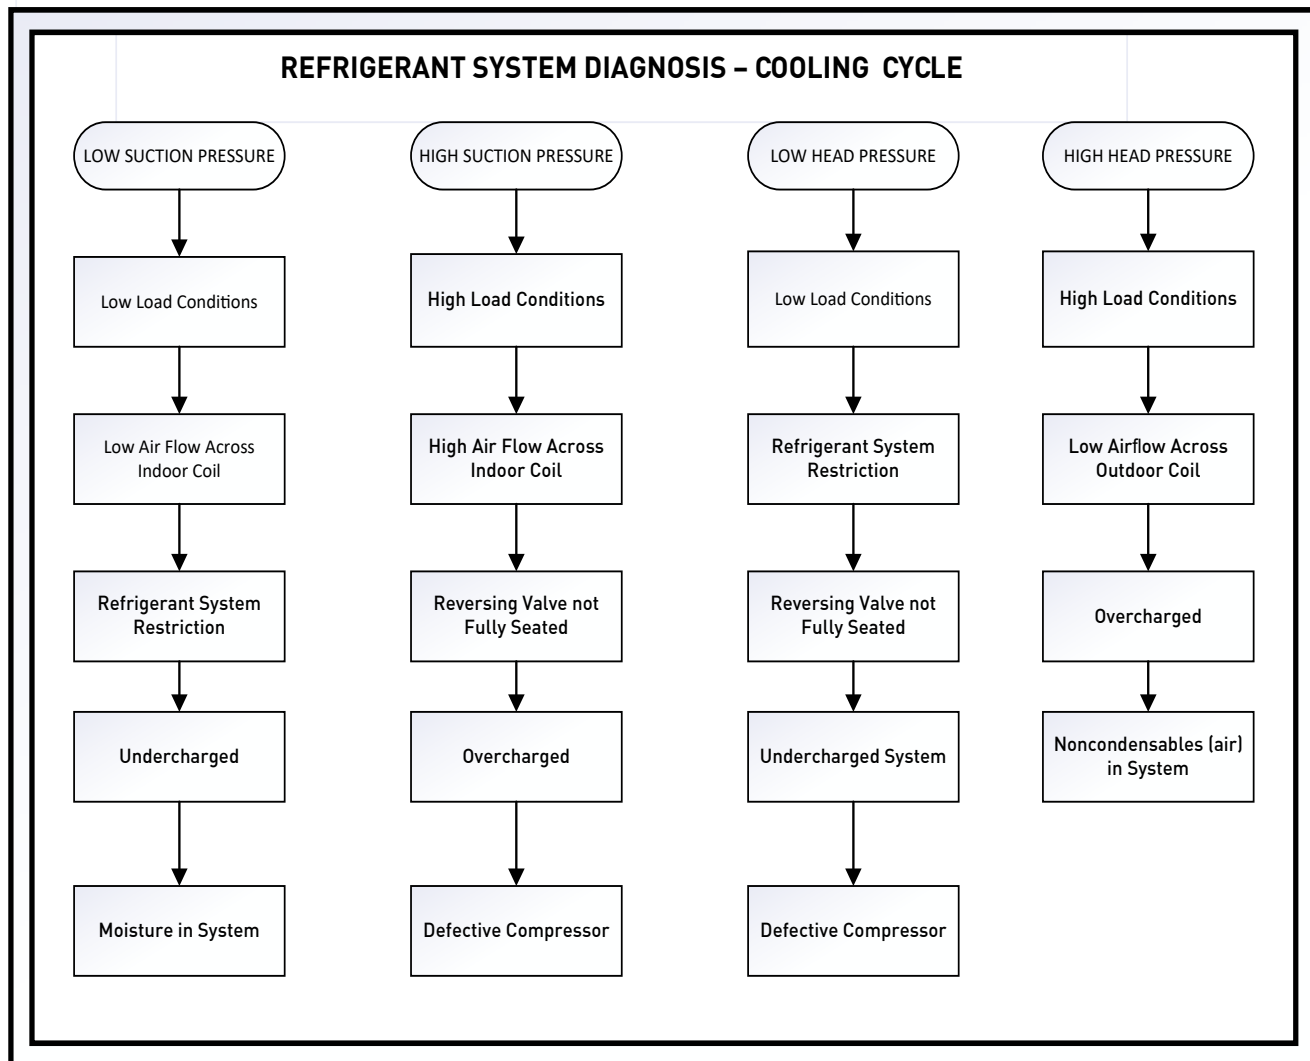 REFRIGERANT SYSTEM DIAGNOSIS – COOLING CYCLE
LOW SUCTION PRESSURE
Low Load Conditions
Low Air Flow Across
Indoor Coil
Refrigerant System
Restriction
Undercharged
Moisture in System
HIGH SUCTION PRESSURE
High Load Conditions
High Air Flow Across
Indoor Coil
Reversing Valve not
Fully Seated
Overcharged
Defective Compressor
LOW HEAD PRESSURE
Low Load Conditions
Refrigerant System
Restriction
Reversing Valve not
Fully Seated
Undercharged System
Defective Compressor
HIGH HEAD PRESSURE
High Load Conditions
Low Airflow Across
Outdoor Coil
Overcharged
Noncondensables (air)
in System